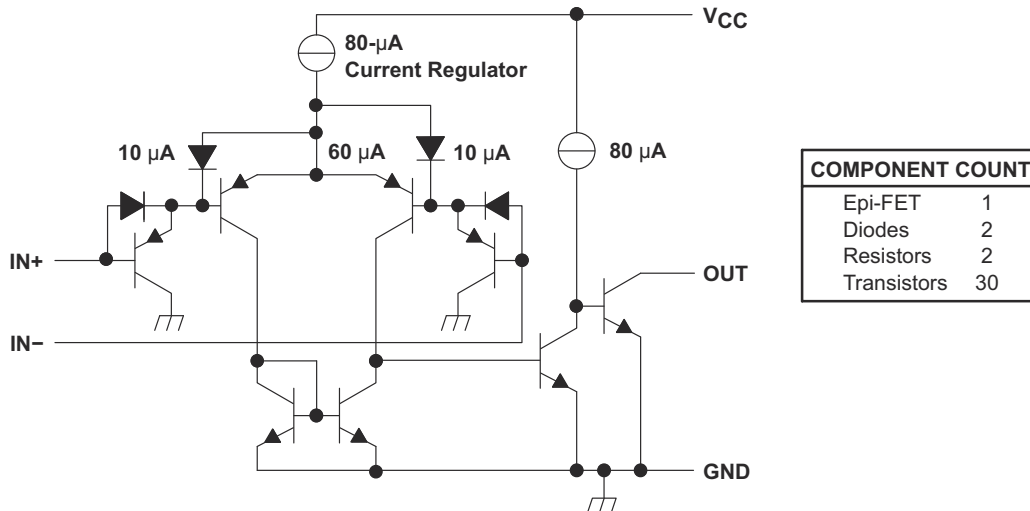 V_CC
80-µA
Current Regulator
10 µA
60 µA
10 µA
80 µA
IN+
OUT
IN−
GND
COMPONENT COUNT
Epi-FET 1
Diodes 2
Resistors 2
Transistors 30